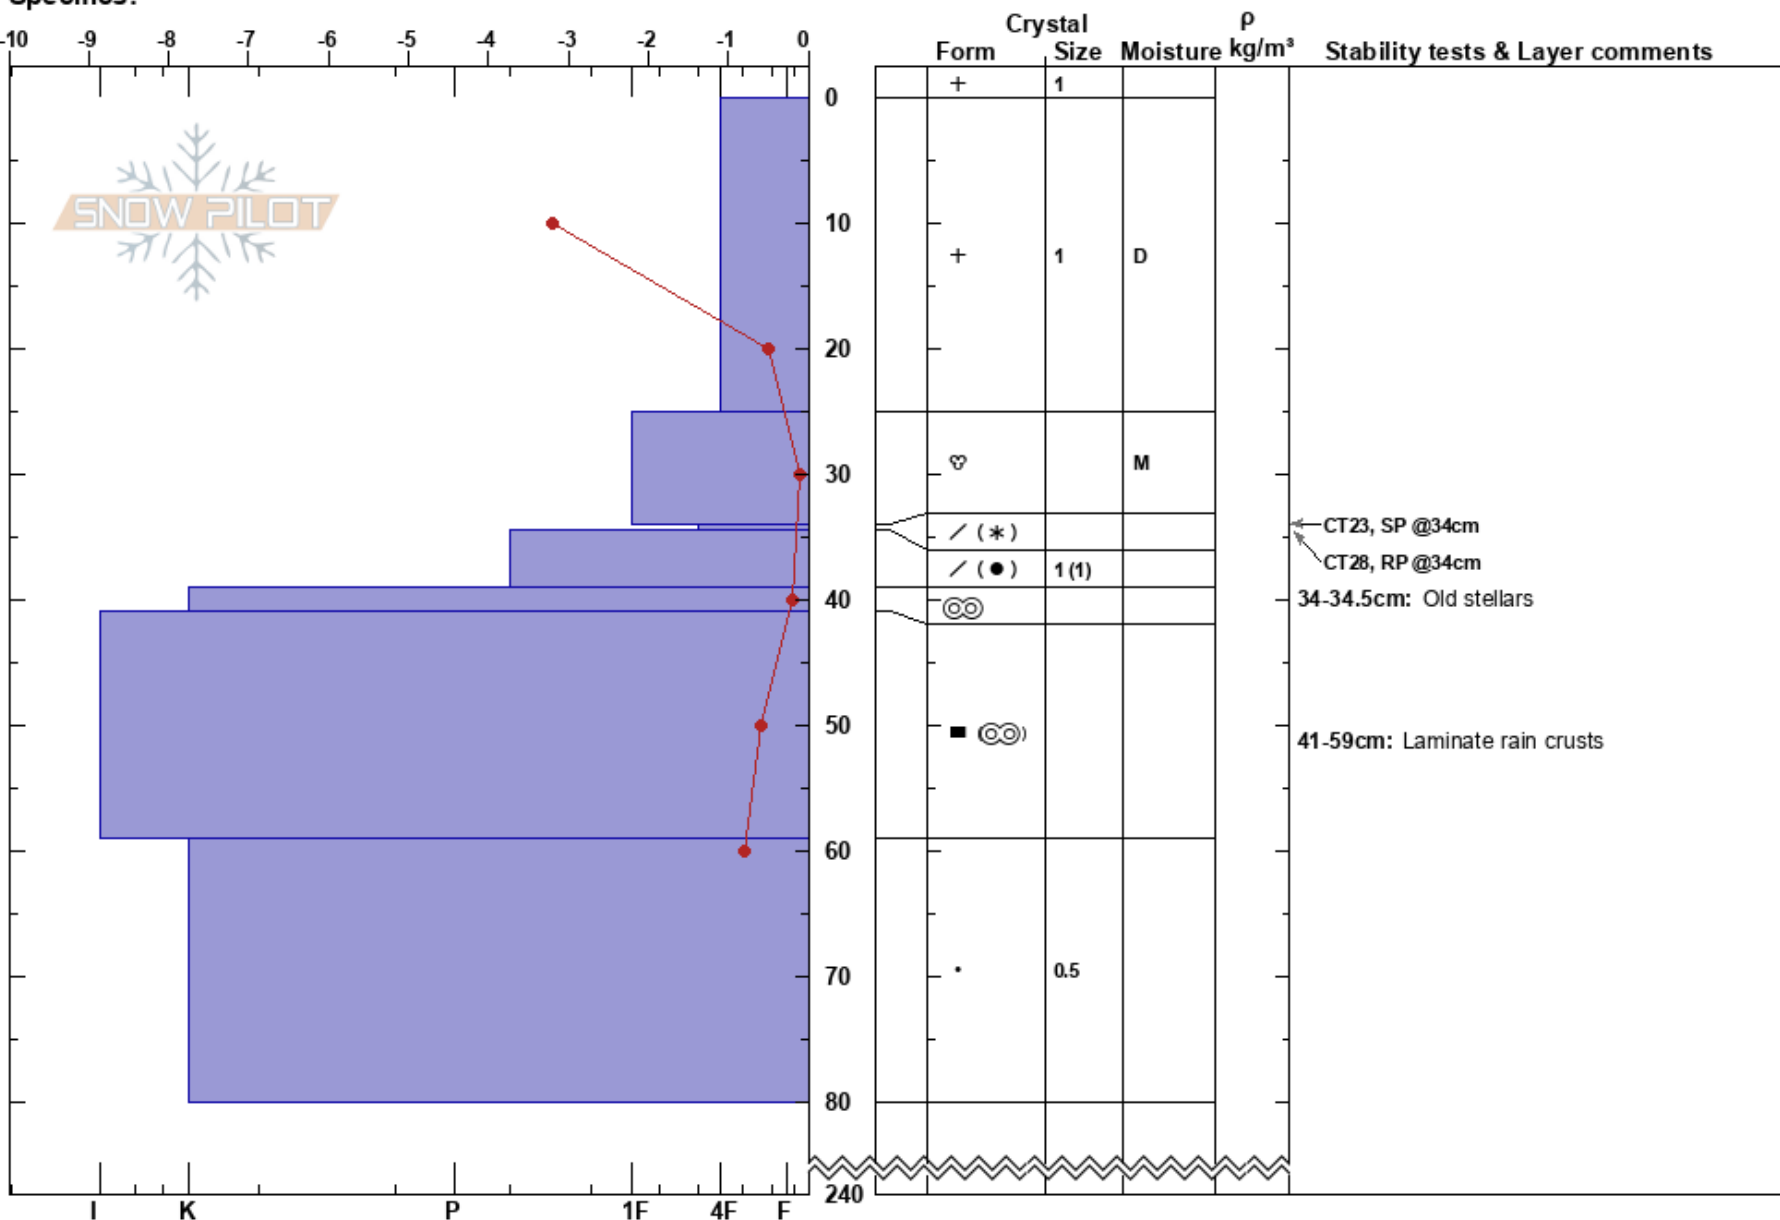 Specifics:
Crystal ρ
-10 -9 -8 -7 -6 -5 -4 -3 -2 -1 0
Form Size Moisture kg/m³ Stability tests & Layer comments
+ 1
0
SNOW PILOT
10
+ 1 D
20
M
30
/ (*)
CT23, SP @34cm
/ (●) 1 (1)
CT28, RP @34cm
40
34-34.5cm: Old stellars
50
41-59cm: Laminate rain crusts
60
70
0.5
80
240
I K P 1F 4F F